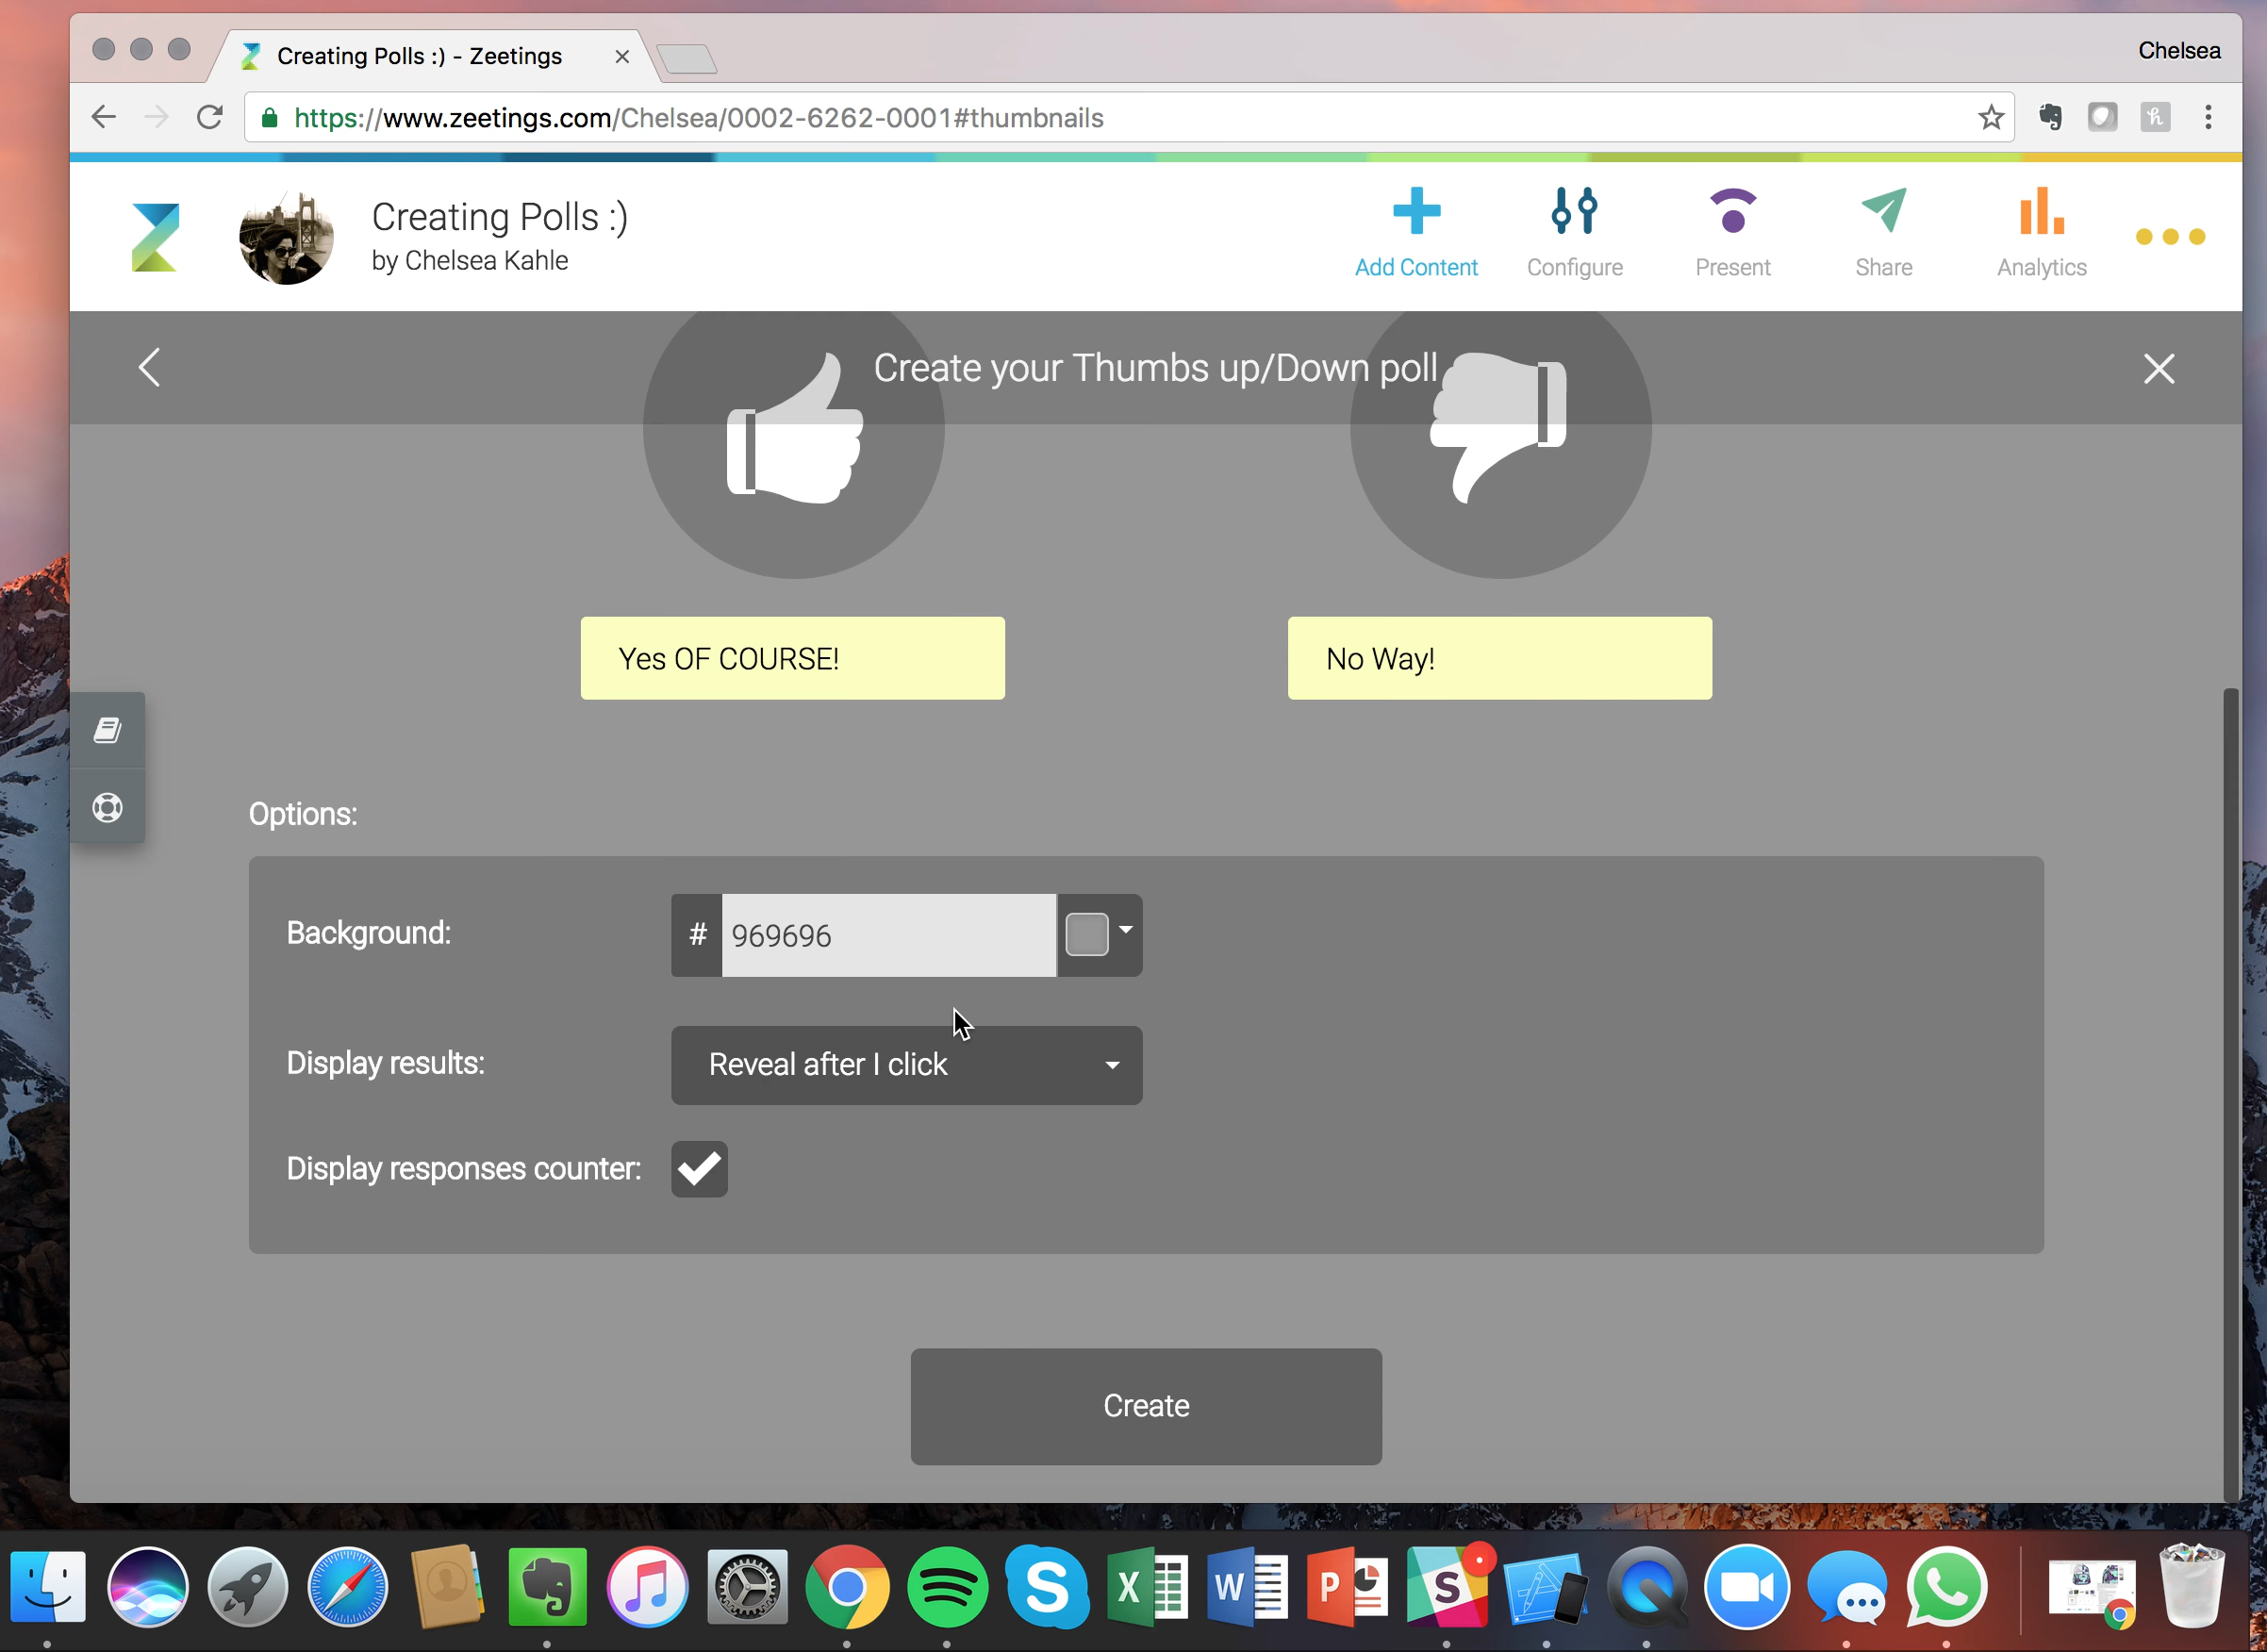 Creating Polls :) - Zeetings
Chelsea
https://www.zeetings.com/Chelsea/0002-6262-0001#thumbnails
Creating Polls :)
by Chelsea Kahle
Add Content
Configure
Present
Share
Analytics
Create your Thumbs up/Down poll
Yes OF COURSE!
No Way!
Options:
Background:
# 969696
Display results:
Reveal after I click
Display responses counter:
Create